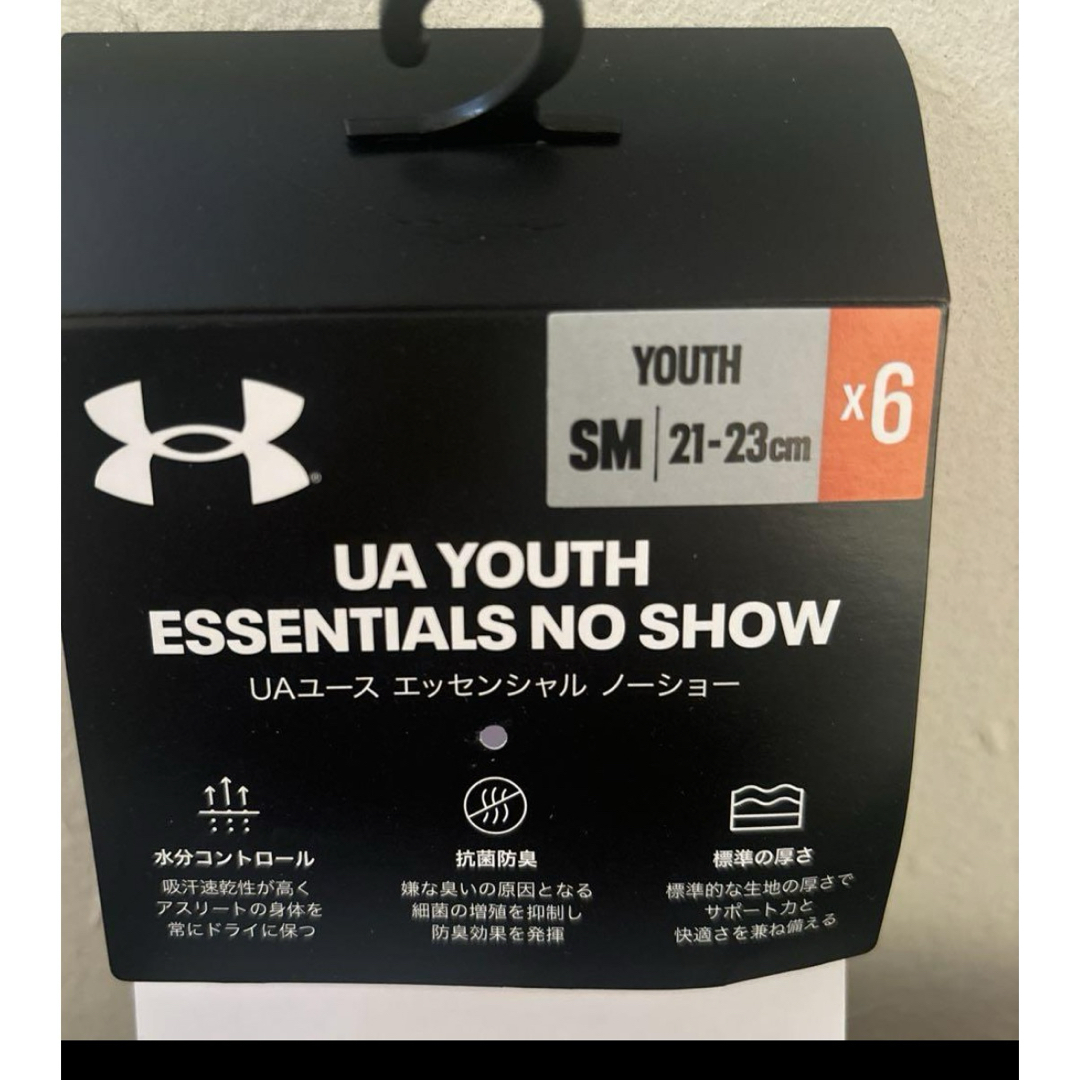 YOUTH
SM | 21-23cm
x6
®
UA YOUTH
ESSENTIALS NO SHOW
UAユース エッセンシャル ノーショー
水分コントロール
吸汗速乾性が高く
アスリートの身体を
常にドライに保つ
抗菌防臭
嫌な臭いの原因となる
細菌の増殖を抑制し
防臭効果を発揮
標準の厚さ
標準的な生地の厚さで
サポート力と
快適さを兼ね備える